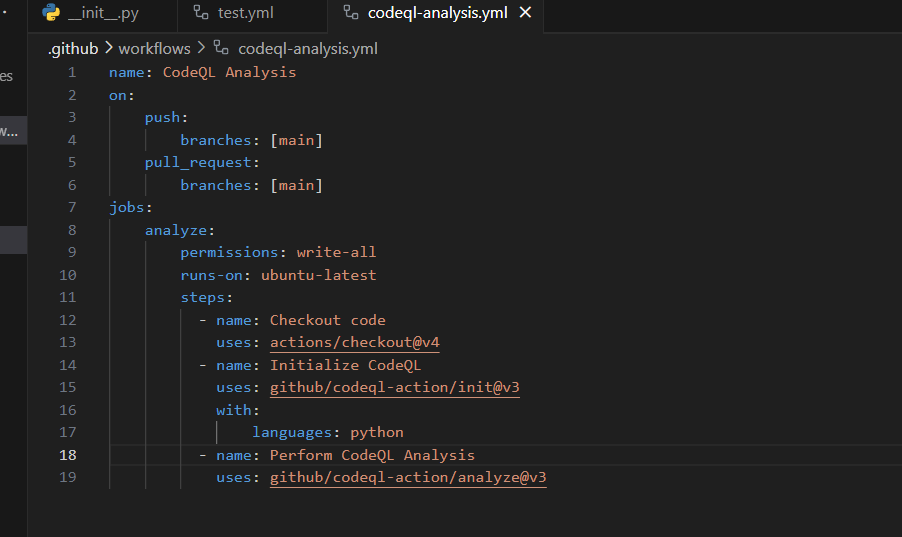 __init__.py test.yml codeql-analysis.yml
.github > workflows > codeql-analysis.yml
es
w...
1 name: CodeQL Analysis
2 on:
3 push:
4 branches: [main]
5 pull_request:
6 branches: [main]
7 jobs:
8 analyze:
9 permissions: write-all
10 runs-on: ubuntu-latest
11 steps:
12 - name: Checkout code
13 uses: actions/checkout@v4
14 - name: Initialize CodeQL
15 uses: github/codeql-action/init@v3
16 with:
17 languages: python
18 - name: Perform CodeQL Analysis
19 uses: github/codeql-action/analyze@v3